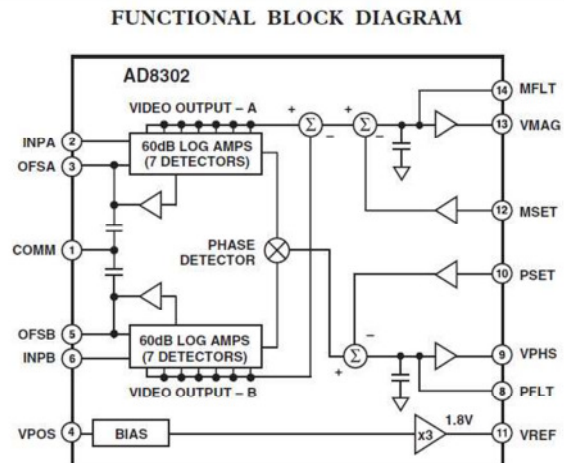 FUNCTIONAL BLOCK DIAGRAM
AD8302
VIDEO OUTPUT – A
+
Σ
–
+
Σ
–
14 MFLT
13 VMAG
INPA 2
OFSA 3
60dB LOG AMPS
(7 DETECTORS)
12 MSET
COMM 1
PHASE
DETECTOR
10 PSET
–
Σ
+
OFSB 5
INPB 6
60dB LOG AMPS
(7 DETECTORS)
9 VPHS
8 PFLT
VIDEO OUTPUT – B
VPOS 4
BIAS
x3
1.8V
11 VREF